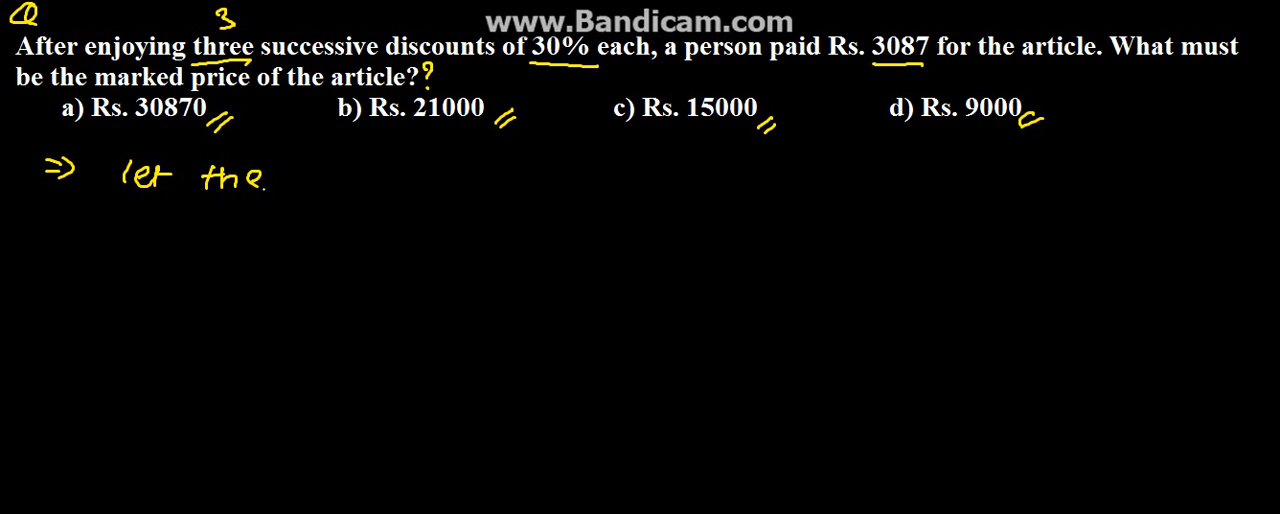 Q 3
www.Bandicam.com
After enjoying three successive discounts of 30% each, a person paid Rs. 3087 for the article. What must
be the marked price of the article??
a) Rs. 30870 b) Rs. 21000 c) Rs. 15000 d) Rs. 9000
⇒ let the